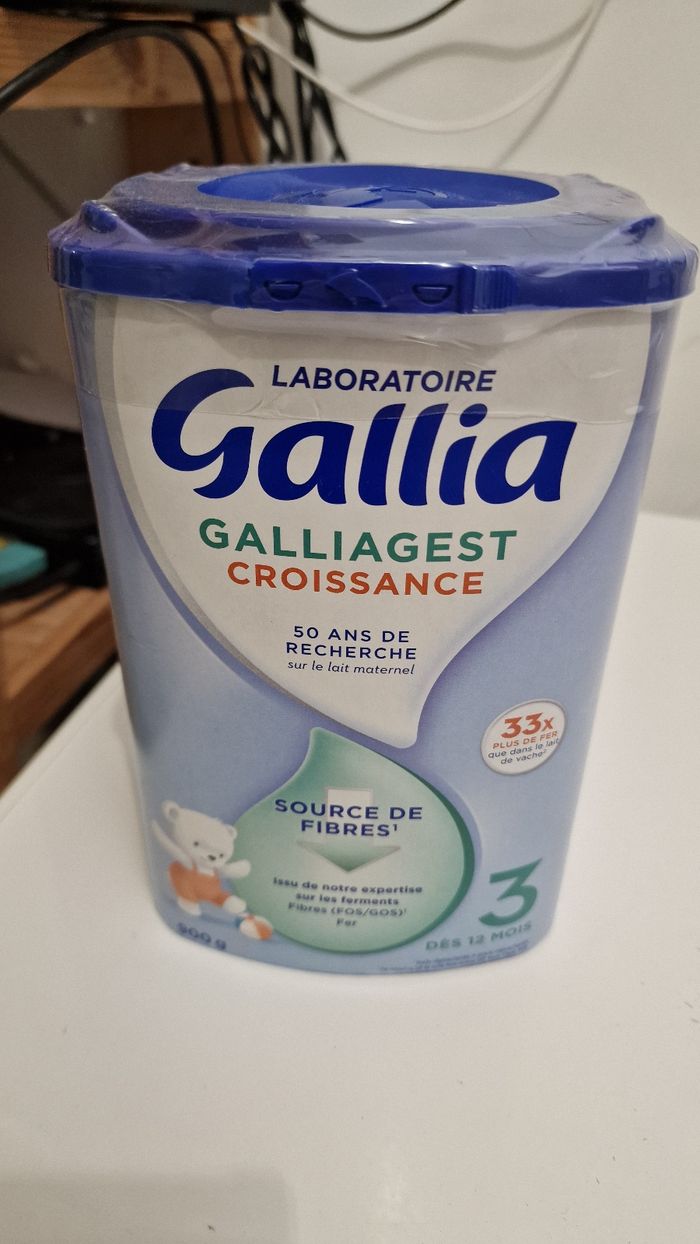 LABORATOIRE
Gallia
GALLIAGEST
CROISSANCE
50 ANS DE
RECHERCHE
sur le lait maternel
33x
PLUS DE FER
que dans le lait
de vache²
SOURCE DE
FIBRES¹
Issu de notre expertise
sur les ferments
Fibres (FOS/GOS)¹
Fer
3
DÈS 12 MOIS
900 g